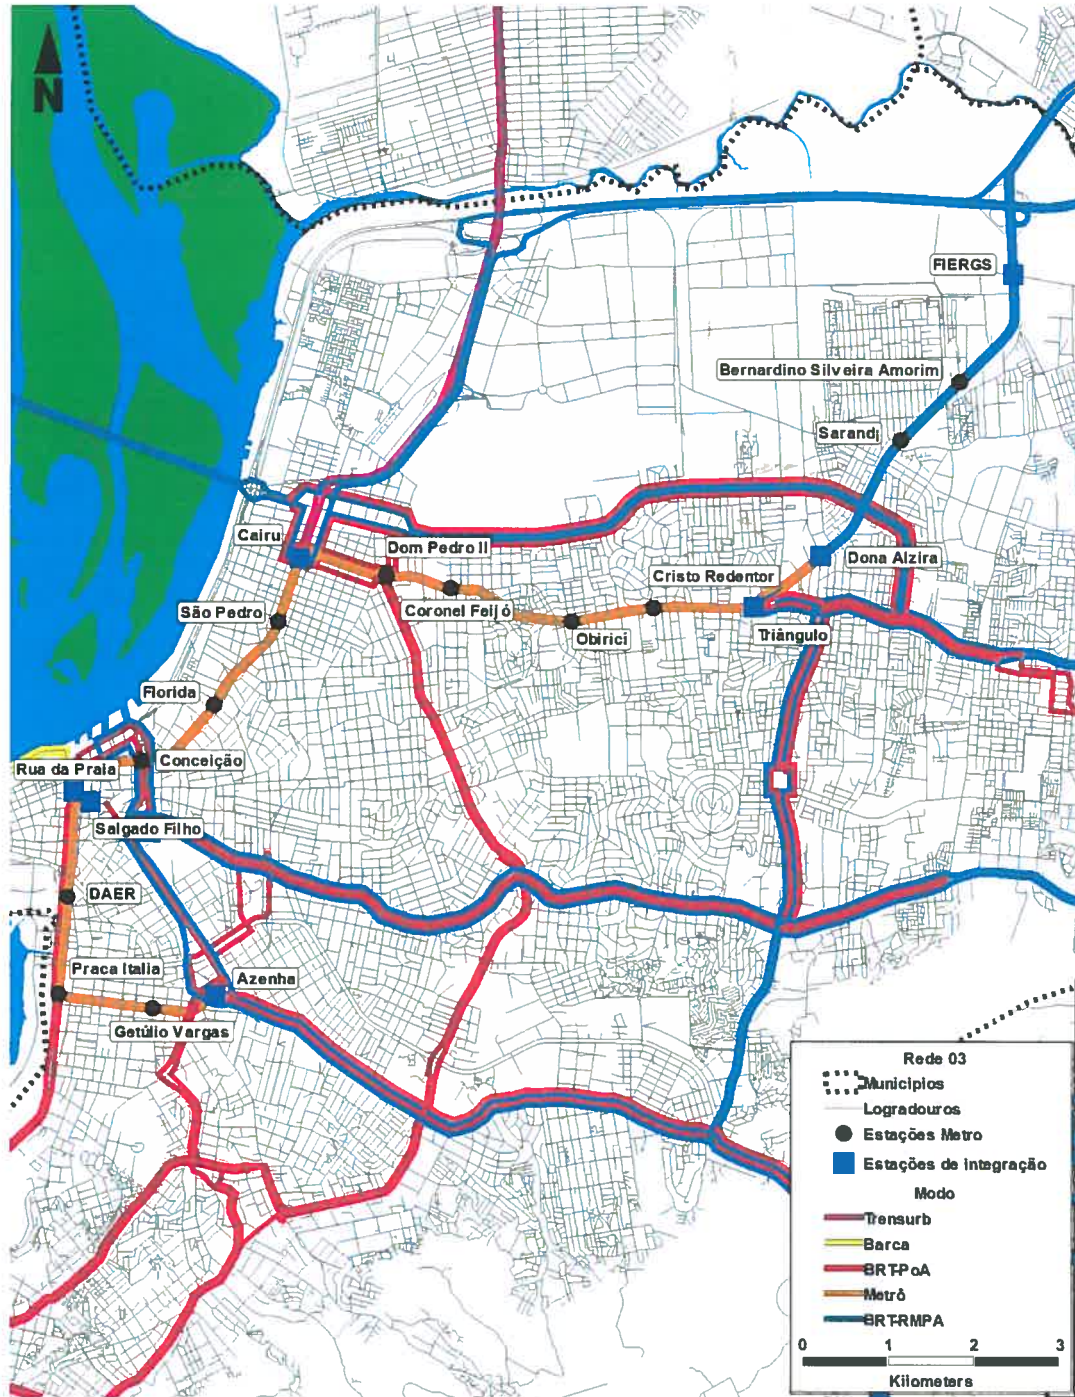 N
FIERGS
Bernardino Silveira Amorim
Sarandi
Cairu
Dom Pedro II
Dona Alzira
Cristo Redentor
São Pedro
Coronel Feijó
Obirici
Triângulo
Florida
Conceição
Rua da Praia
Salgado Filho
DAER
Praca Italia
Azenha
Getúlio Vargas
Rede 03
Municipios
Logradouros
Estações Metro
Estações de integração
Modo
Trensurb
Barca
BRT-PoA
Metrô
BRT-RMPA
0 1 2 3
Kilometers